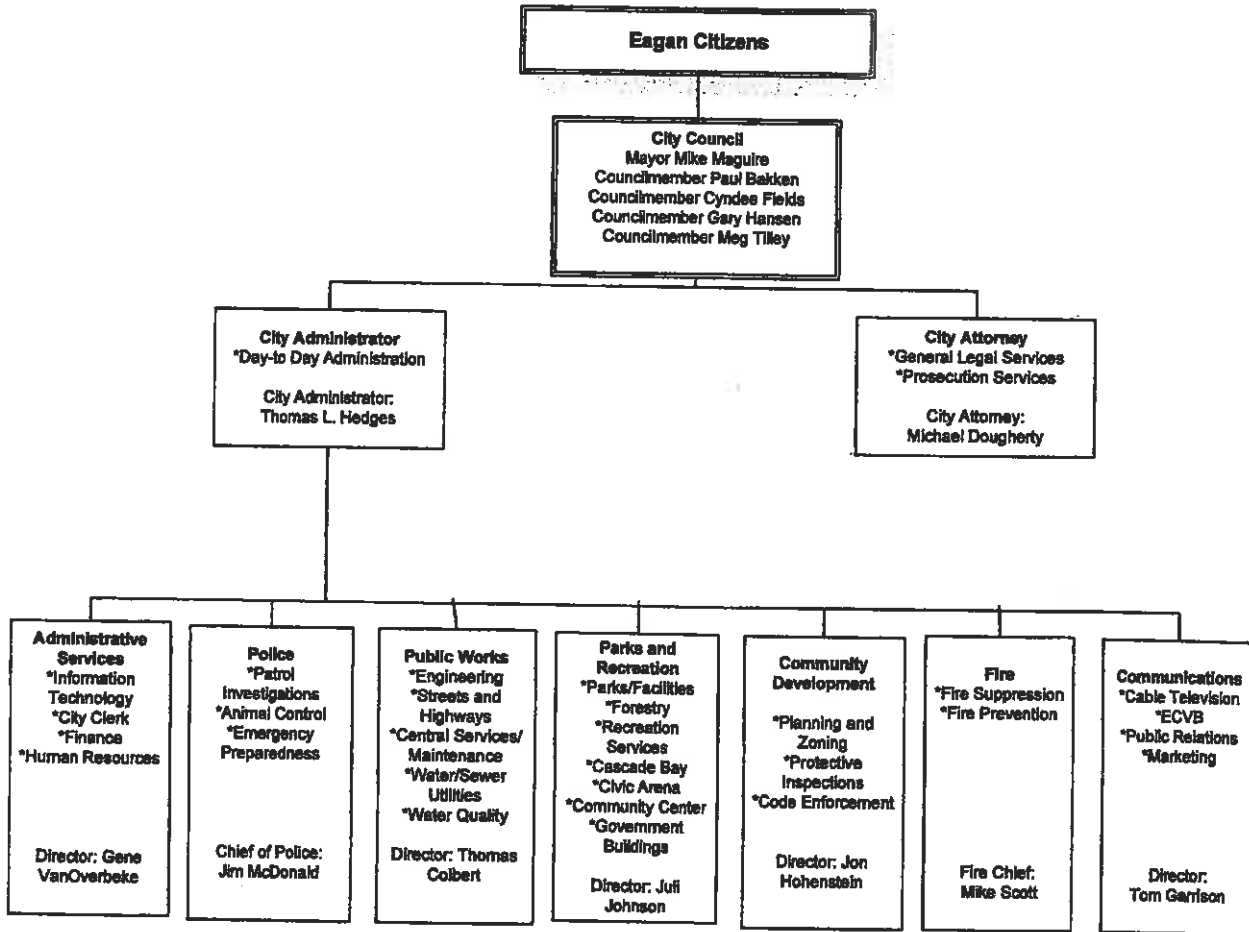 Eagan Citizens
City Council
Mayor Mike Maguire
Councilmember Paul Bakken
Councilmember Cyndee Fields
Councilmember Gary Hansen
Councilmember Meg Tilley
City Administrator
*Day-to Day Administration
City Administrator:
Thomas L. Hedges
City Attorney
*General Legal Services
*Prosecution Services
City Attorney:
Michael Dougherty
Administrative
Services
*Information
Technology
*City Clerk
*Finance
*Human Resources
Director: Gene
VanOverbeke
Police
*Patrol
Investigations
*Animal Control
*Emergency
Preparedness
Chief of Police:
Jim McDonald
Public Works
*Engineering
*Streets and
Highways
*Central Services/
Maintenance
*Water/Sewer
Utilities
*Water Quality
Director: Thomas
Colbert
Parks and
Recreation
*Parks/Facilities
*Forestry
*Recreation
Services
*Cascade Bay
*Civic Arena
*Community Center
*Government
Buildings
Director: Juli
Johnson
Community
Development
*Planning and
Zoning
*Protective
Inspections
*Code Enforcement
Director: Jon
Hohenstein
Fire
*Fire Suppression
*Fire Prevention
Fire Chief:
Mike Scott
Communications
*Cable Television
*ECVB
*Public Relations
*Marketing
Director:
Tom Garrison